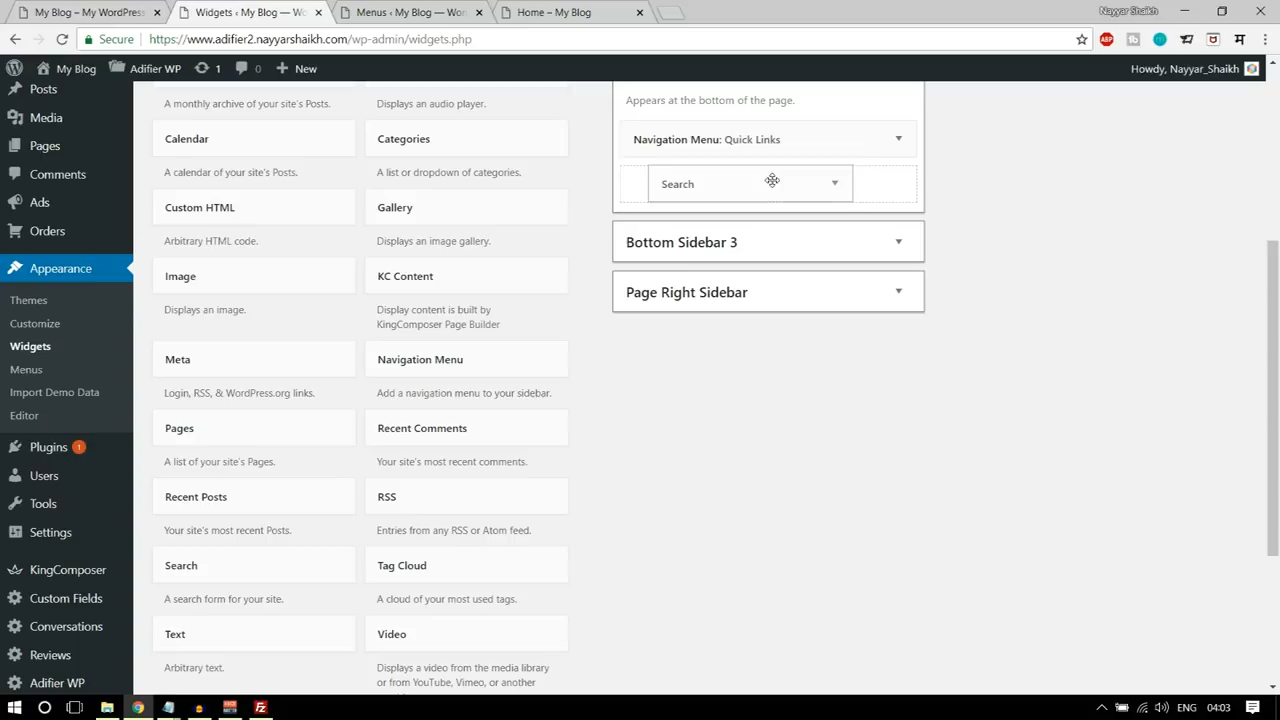 My Blog – My WordPress
Widgets ‹ My Blog — Wo
Menus ‹ My Blog — Wor
Home – My Blog
Nayyar Shaikh
Secure
https://www.adifier2.nayyarshaikh.com/wp-admin/widgets.php
ABP
My Blog
Adifier WP
1
0
New
Howdy, Nayyar_Shaikh
Posts
Media
Pages
Comments
Ads
Orders
Appearance
Themes
Customize
Widgets
Menus
Import Demo Data
Editor
Plugins 1
Users
Tools
Settings
KingComposer
Custom Fields
Conversations
Reviews
Adifier WP
A monthly archive of your site's Posts.
Displays an audio player.
Calendar
Categories
A calendar of your site's Posts.
A list or dropdown of categories.
Custom HTML
Gallery
Arbitrary HTML code.
Displays an image gallery.
Image
KC Content
Displays an image.
Display content is built by
KingComposer Page Builder
Meta
Navigation Menu
Login, RSS, & WordPress.org links.
Add a navigation menu to your sidebar.
Pages
Recent Comments
A list of your site's Pages.
Your site's most recent comments.
Recent Posts
RSS
Your site's most recent Posts.
Entries from any RSS or Atom feed.
Search
Tag Cloud
A search form for your site.
A cloud of your most used tags.
Text
Video
Arbitrary text.
Displays a video from the media library
or from YouTube, Vimeo, or another
Appears at the bottom of the page.
Navigation Menu: Quick Links
Search
Bottom Sidebar 3
Page Right Sidebar
ENG
04:03